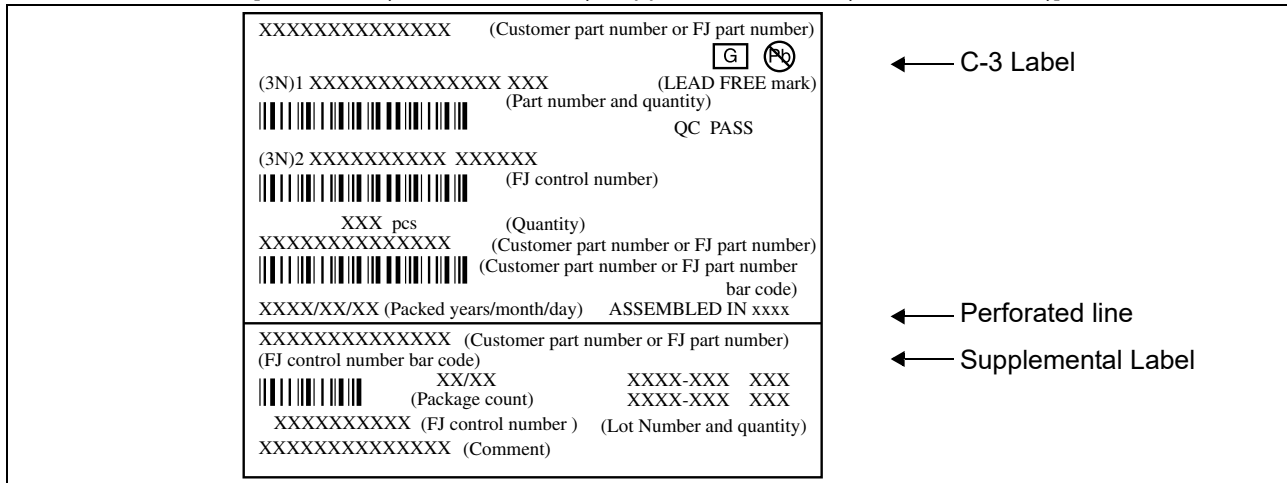 XXXXXXXXXXXXXX (Customer part number or FJ part number)
G Pb
C-3 Label
(3N)1 XXXXXXXXXXXXXX XXX (LEAD FREE mark)
(Part number and quantity)
QC PASS
(3N)2 XXXXXXXXXX XXXXXX
(FJ control number)
XXX pcs (Quantity)
XXXXXXXXXXXXXX (Customer part number or FJ part number)
(Customer part number or FJ part number
bar code)
XXXX/XX/XX (Packed years/month/day) ASSEMBLED IN xxxx
Perforated line
XXXXXXXXXXXXXX (Customer part number or FJ part number)
Supplemental Label
(FJ control number bar code)
XX/XX XXXX-XXX XXX
(Package count) XXXX-XXX XXX
XXXXXXXXXX (FJ control number ) (Lot Number and quantity)
XXXXXXXXXXXXXX (Comment)